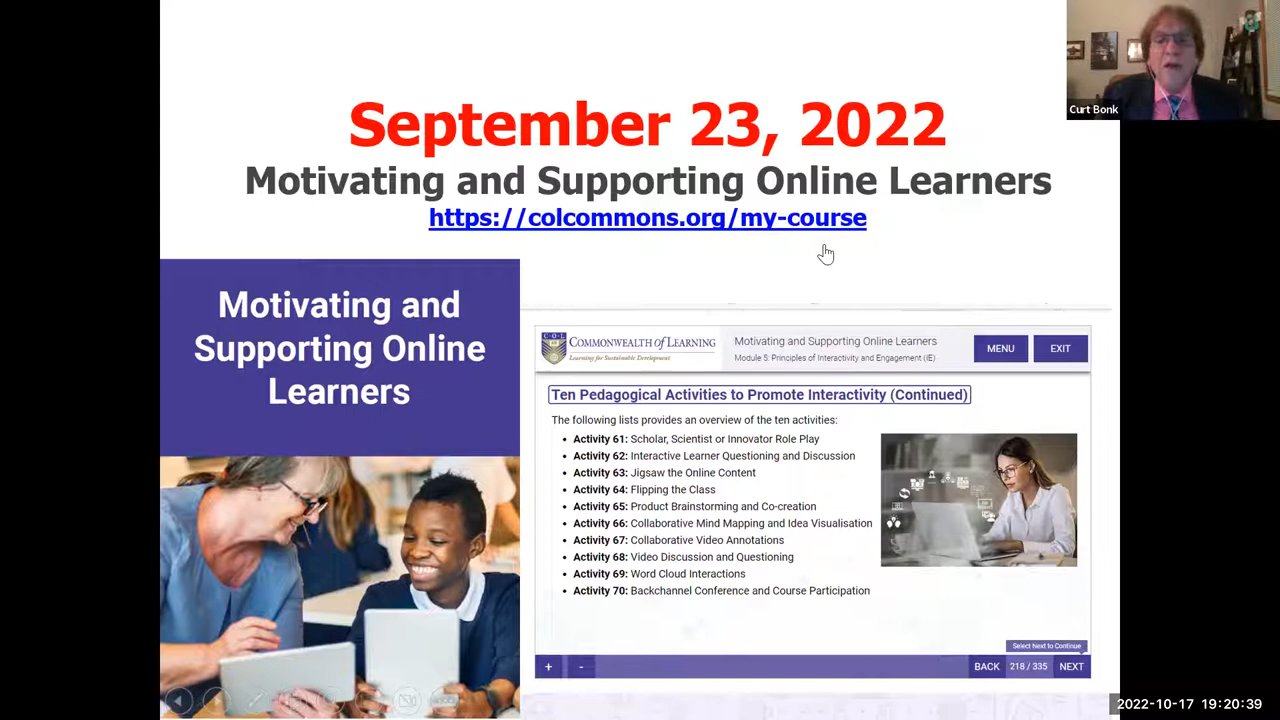 September 23, 2022
Motivating and Supporting Online Learners
https://colcommons.org/my-course
Curt Bonk
Motivating and
Supporting Online
Learners
C O L
COMMONWEALTH of LEARNING
Learning for Sustainable Development
Motivating and Supporting Online Learners
Module 5: Principles of Interactivity and Engagement (IE)
MENU
EXIT
Ten Pedagogical Activities to Promote Interactivity (Continued)
The following lists provides an overview of the ten activities:
• Activity 61: Scholar, Scientist or Innovator Role Play
• Activity 62: Interactive Learner Questioning and Discussion
• Activity 63: Jigsaw the Online Content
• Activity 64: Flipping the Class
• Activity 65: Product Brainstorming and Co-creation
• Activity 66: Collaborative Mind Mapping and Idea Visualisation
• Activity 67: Collaborative Video Annotations
• Activity 68: Video Discussion and Questioning
• Activity 69: Word Cloud Interactions
• Activity 70: Backchannel Conference and Course Participation
Select Next to Continue
+ -
BACK 218 / 335 NEXT
2022-10-17 19:20:39